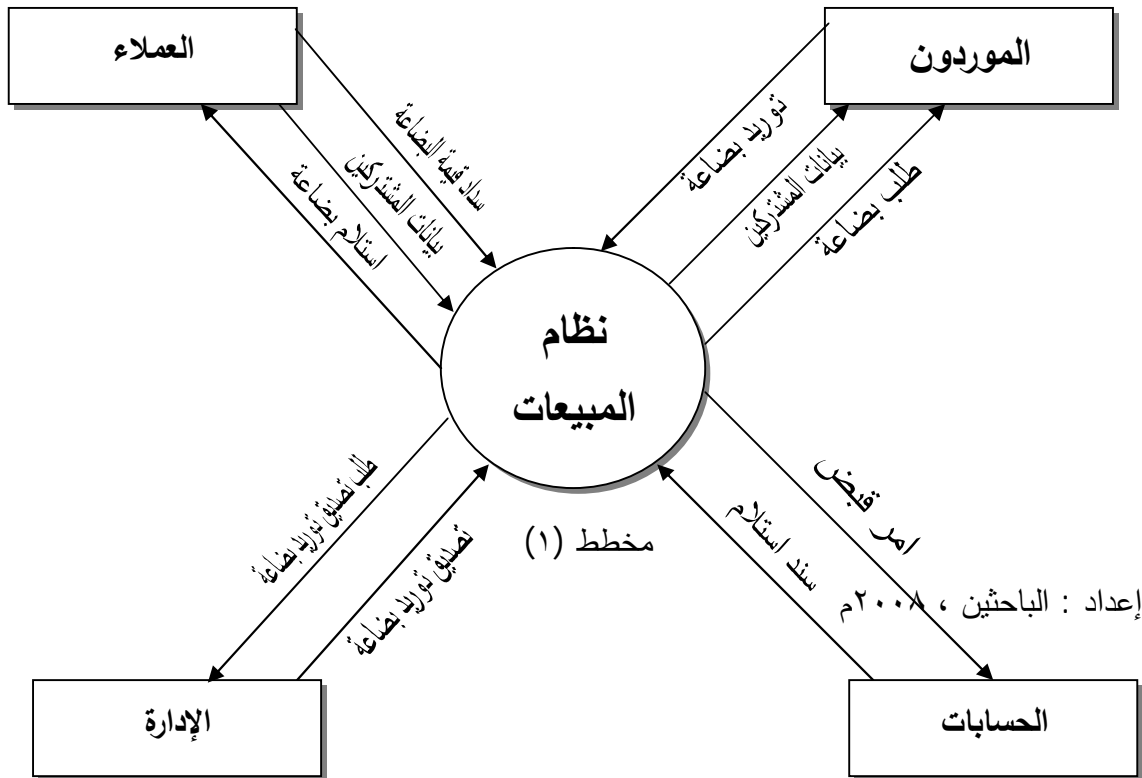 الموردون
العملاء
توريد بضاعة
بيانات المشتركين
طلب بضاعة
سداد قيمة البضاعة
بيانات المشتركين
استلام بضاعة
نظام
المبيعات
امر قبض
سند استلام
طلب تصديق توريد بضاعة
تصديق توريد بضاعة
مخطط (١)
إعداد : الباحثين ، ٢٠٠٨م
الحسابات
الإدارة